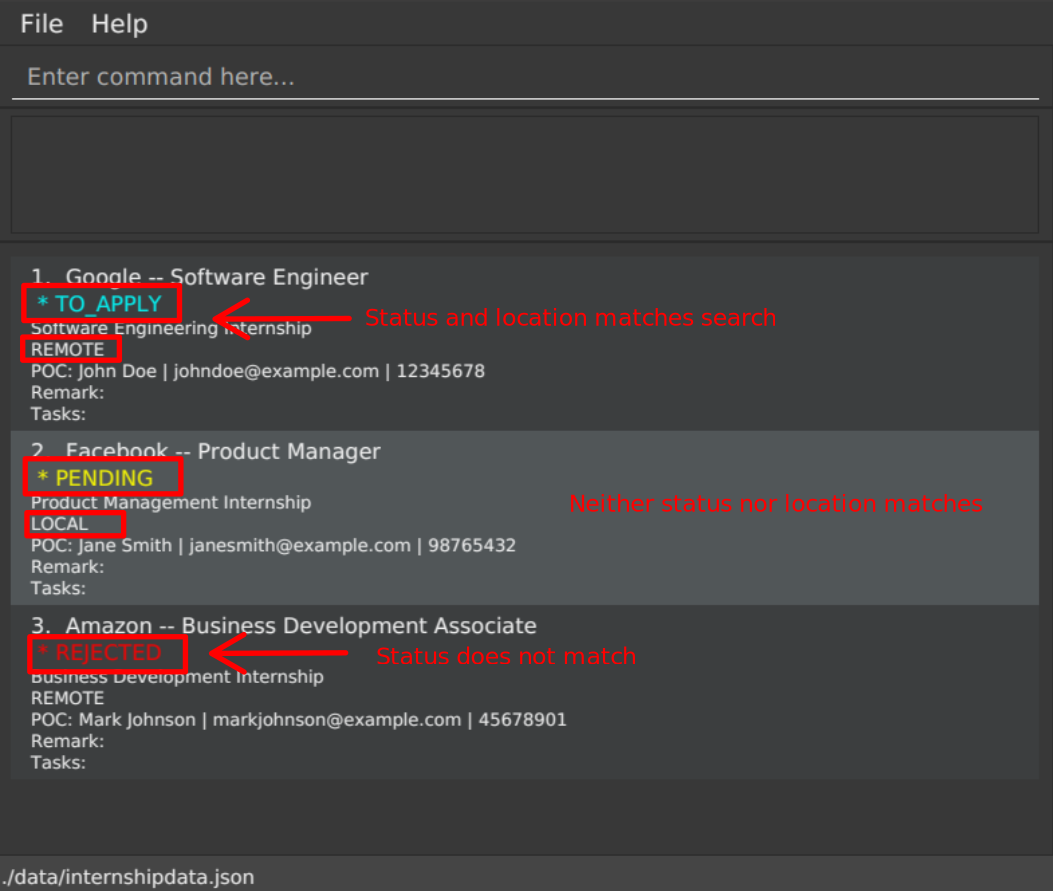 File Help
Enter command here...
1. Google -- Software Engineer
* TO_APPLY
Status and location matches search
Software Engineering Internship
REMOTE
POC: John Doe | johndoe@example.com | 12345678
Remark:
Tasks:
2. Facebook -- Product Manager
* PENDING
Product Management Internship
Neither status nor location matches
LOCAL
POC: Jane Smith | janesmith@example.com | 98765432
Remark:
Tasks:
3. Amazon -- Business Development Associate
* REJECTED
Status does not match
Business Development Internship
REMOTE
POC: Mark Johnson | markjohnson@example.com | 45678901
Remark:
Tasks:
./data/internshipdata.json